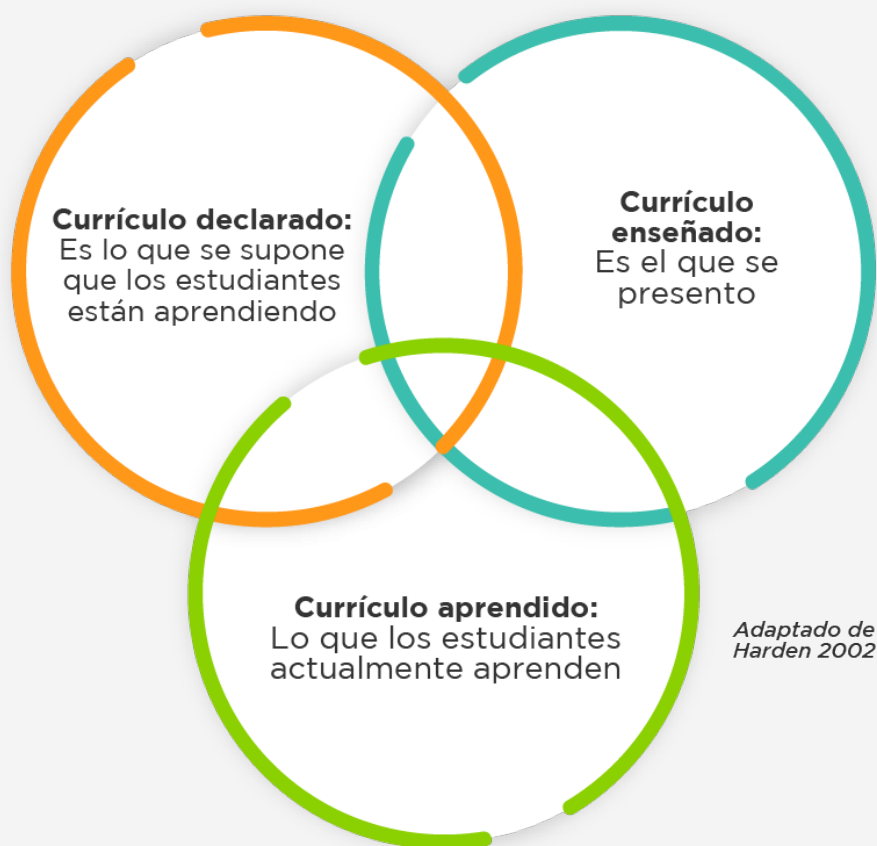 Currículo declarado:
Es lo que se supone
que los estudiantes
están aprendiendo
Currículo
enseñado:
Es el que se
presento
Currículo aprendido:
Lo que los estudiantes
actualmente aprenden
Adaptado de
Harden 2002